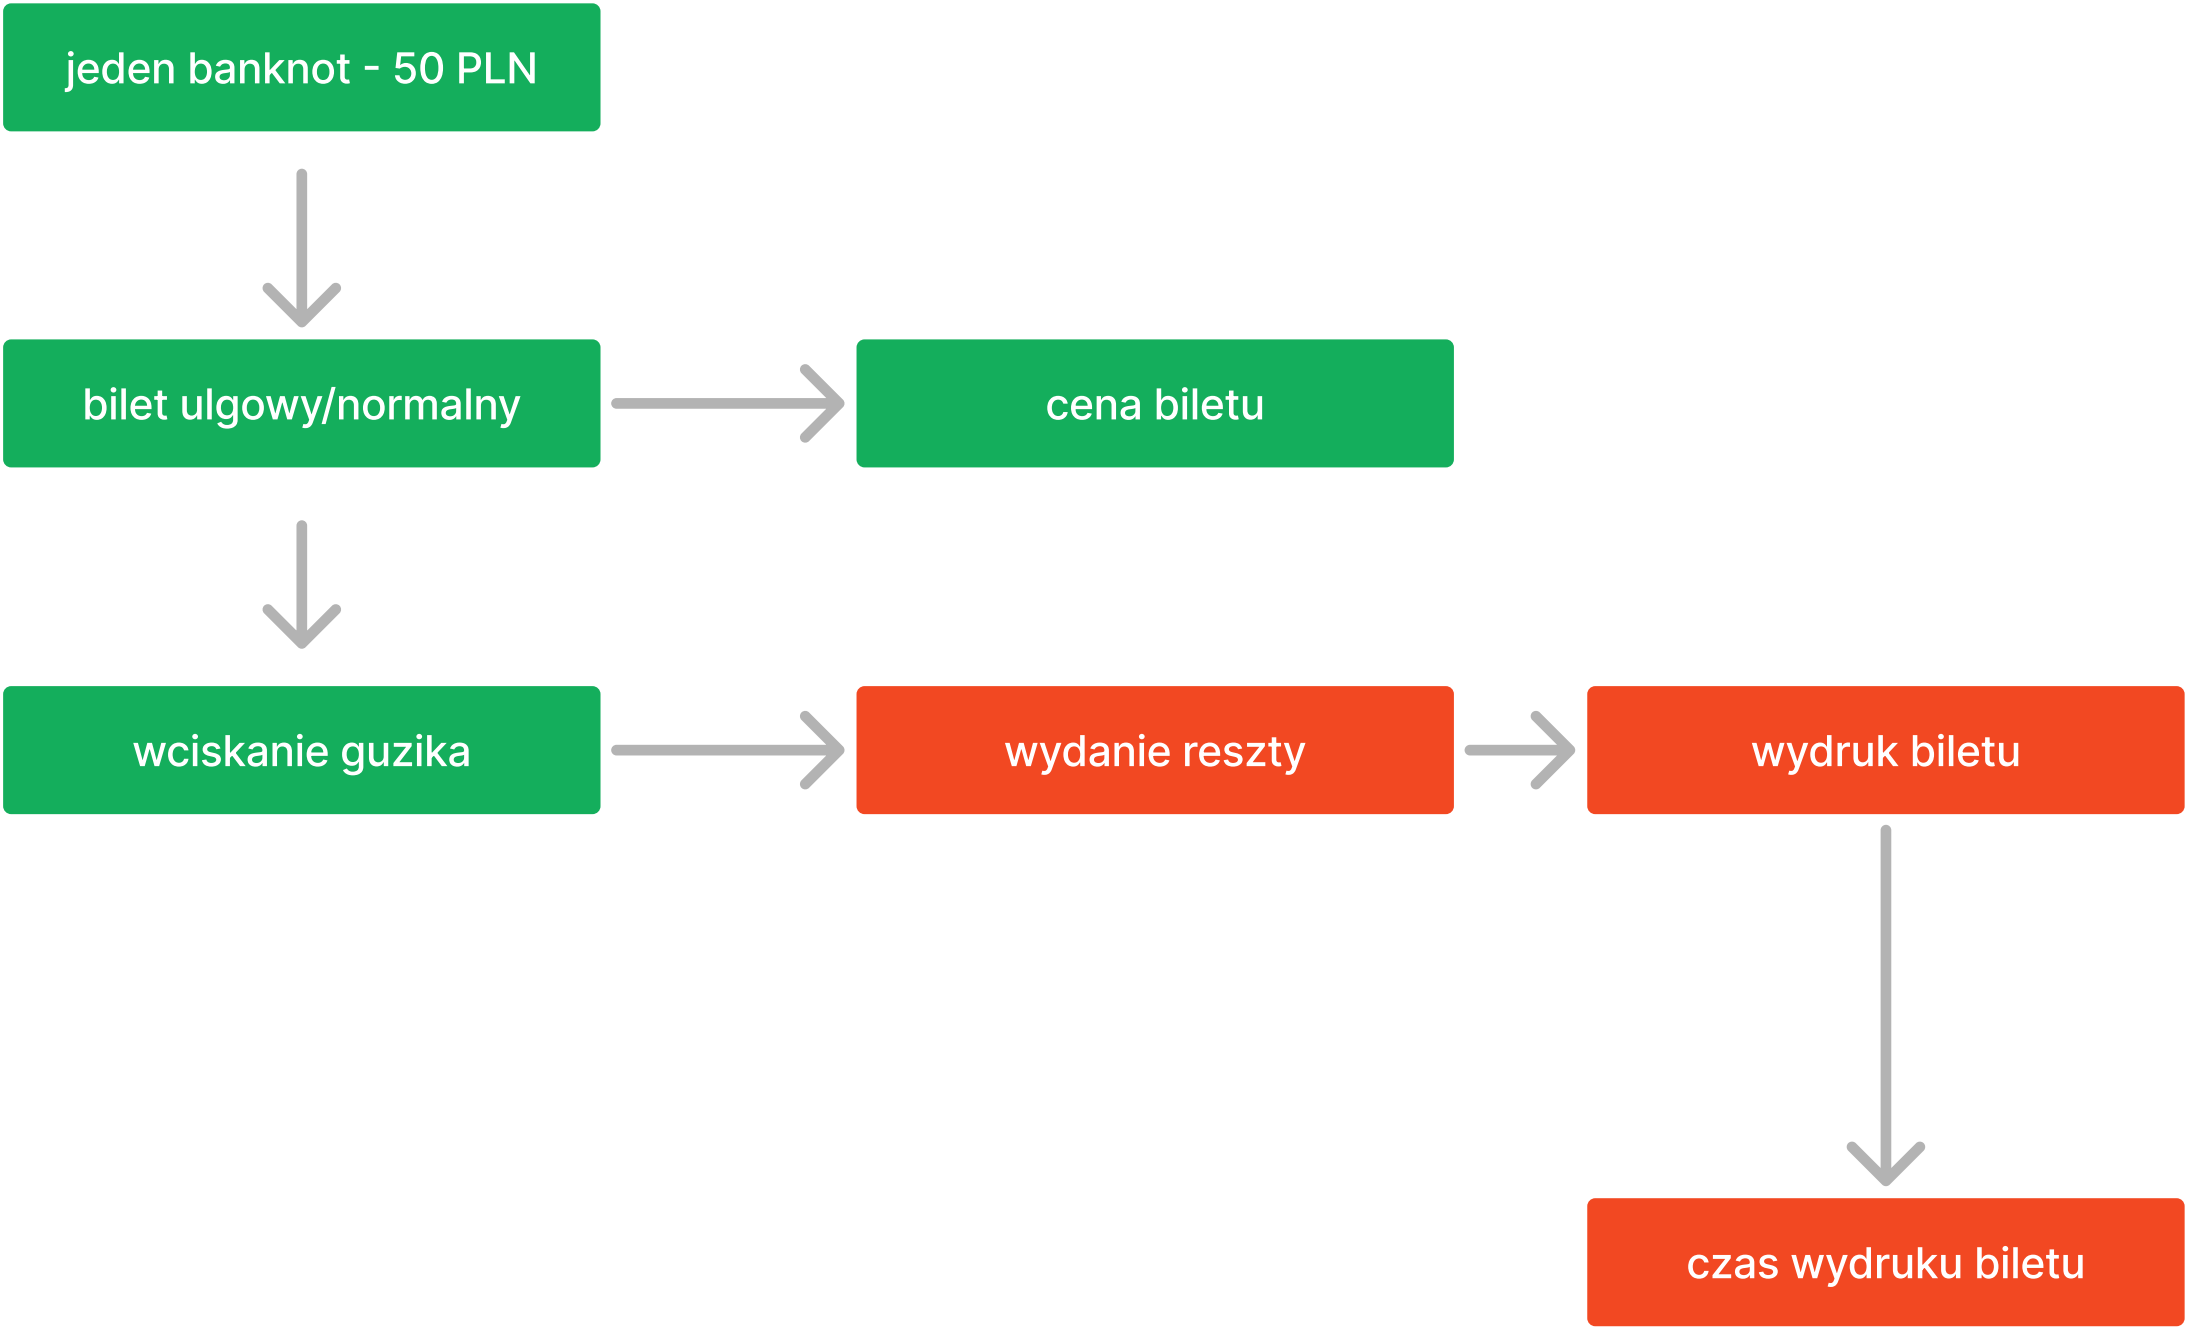 jeden banknot - 50 PLN
bilet ulgowy/normalny
cena biletu
wciskanie guzika
wydanie reszty
wydruk biletu
czas wydruku biletu